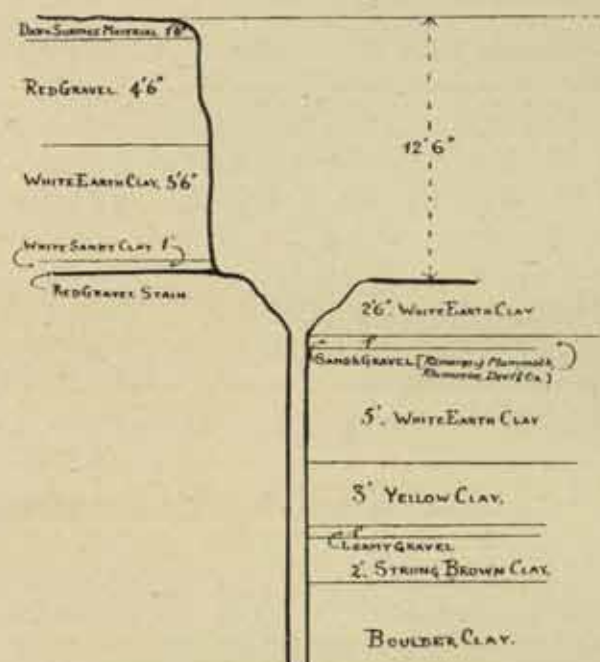 DARK SURFACE MATERIAL 1'6"
RED GRAVEL 4'6"
WHITE EARTH CLAY, 5'6"
WHITE SANDY CLAY 1'
RED GRAVEL STAIN
12'6"
2'6". WHITE EARTH CLAY
1'
SAND & GRAVEL [Remains of Mammoth,
Rhinoceros, Deer &c.]
5'. WHITE EARTH CLAY
3' YELLOW CLAY.
1'
LOAMY GRAVEL
2'. STRONG BROWN CLAY.
BOULDER CLAY.